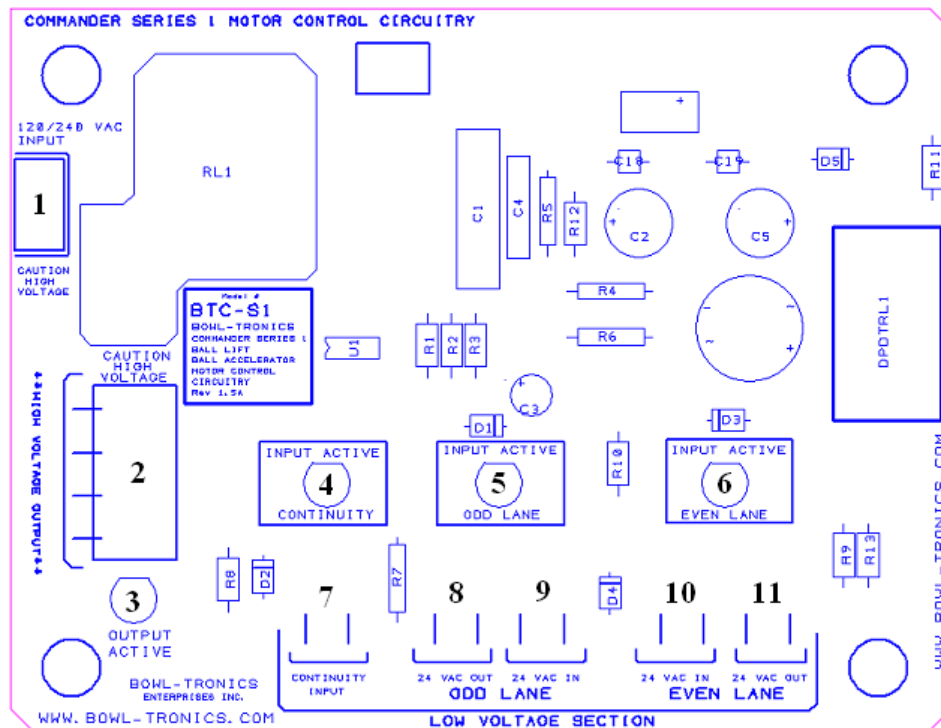 COMMANDER SERIES 1 MOTOR CONTROL CIRCUITRY
120/240 VAC
INPUT
1
CAUTION
HIGH
VOLTAGE
RL1
C1
C4
R5
R12
+
C18
C19
D5
R11
+
C2
C5
+
R4
R6
~
-
+
~
DPDTRL1
Model #
BTC-S1
BOWL-TRONICS
COMMANDER SERIES 1
BALL LIFT
BALL ACCELERATOR
MOTOR CONTROL
CIRCUITRY
Rev 1.5A
U1
R1
R2
R3
+
C3
D1
D3
CAUTION
HIGH
VOLTAGE
**HIGH VOLTAGE OUTPUT**
2
INPUT ACTIVE
4
CONTINUITY
INPUT ACTIVE
5
ODD LANE
R10
INPUT ACTIVE
6
EVEN LANE
3
OUTPUT
ACTIVE
R8
D2
7
R7
8
9
D4
10
11
R9
R13
CONTINUITY
INPUT
24 VAC OUT
24 VAC IN
ODD LANE
24 VAC IN
24 VAC OUT
EVEN LANE
BOWL-TRONICS
ENTERPRISES INC.
WWW.BOWL-TRONICS.COM
LOW VOLTAGE SECTION
WWW.BOWL-TRONICS.COM